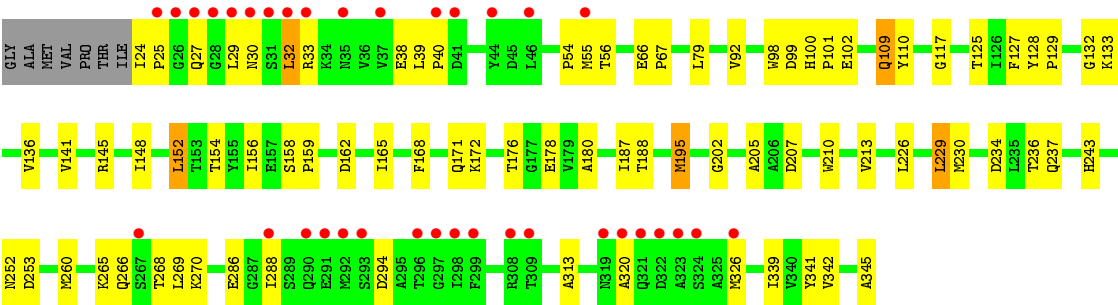 GLY ALA MET VAL PRO THR ILE I24 P25 G26 Q27 G28 L29 N30 S31 L32 R33 K34 N35 V36 V37 E38 L39 P40 D41 Y44 D45 L46 P54 M55 T56 E66 P67 L79 V92 W98 D99 H100 P101 E102 Q109 Y110 G117 T125 I126 F127 Y128 P129 G132 K133
V136 V141 R145 I148 L152 T153 T154 Y155 I156 E157 S158 P159 D162 I165 F168 Q171 K172 T176 G177 E178 V179 A180 I187 T188 M195 G202 A205 A206 D207 W210 V213 L226 L229 M230 D234 L235 T236 Q237 H243
N252 D253 M260 K265 Q266 S267 T268 L269 K270 E286 G287 I288 S289 Q290 E291 M292 S293 D294 A295 T296 G297 I298 F299 R308 T309 A313 N319 A320 Q321 D322 A323 S324 A325 M326 I339 V340 Y341 V342 A345